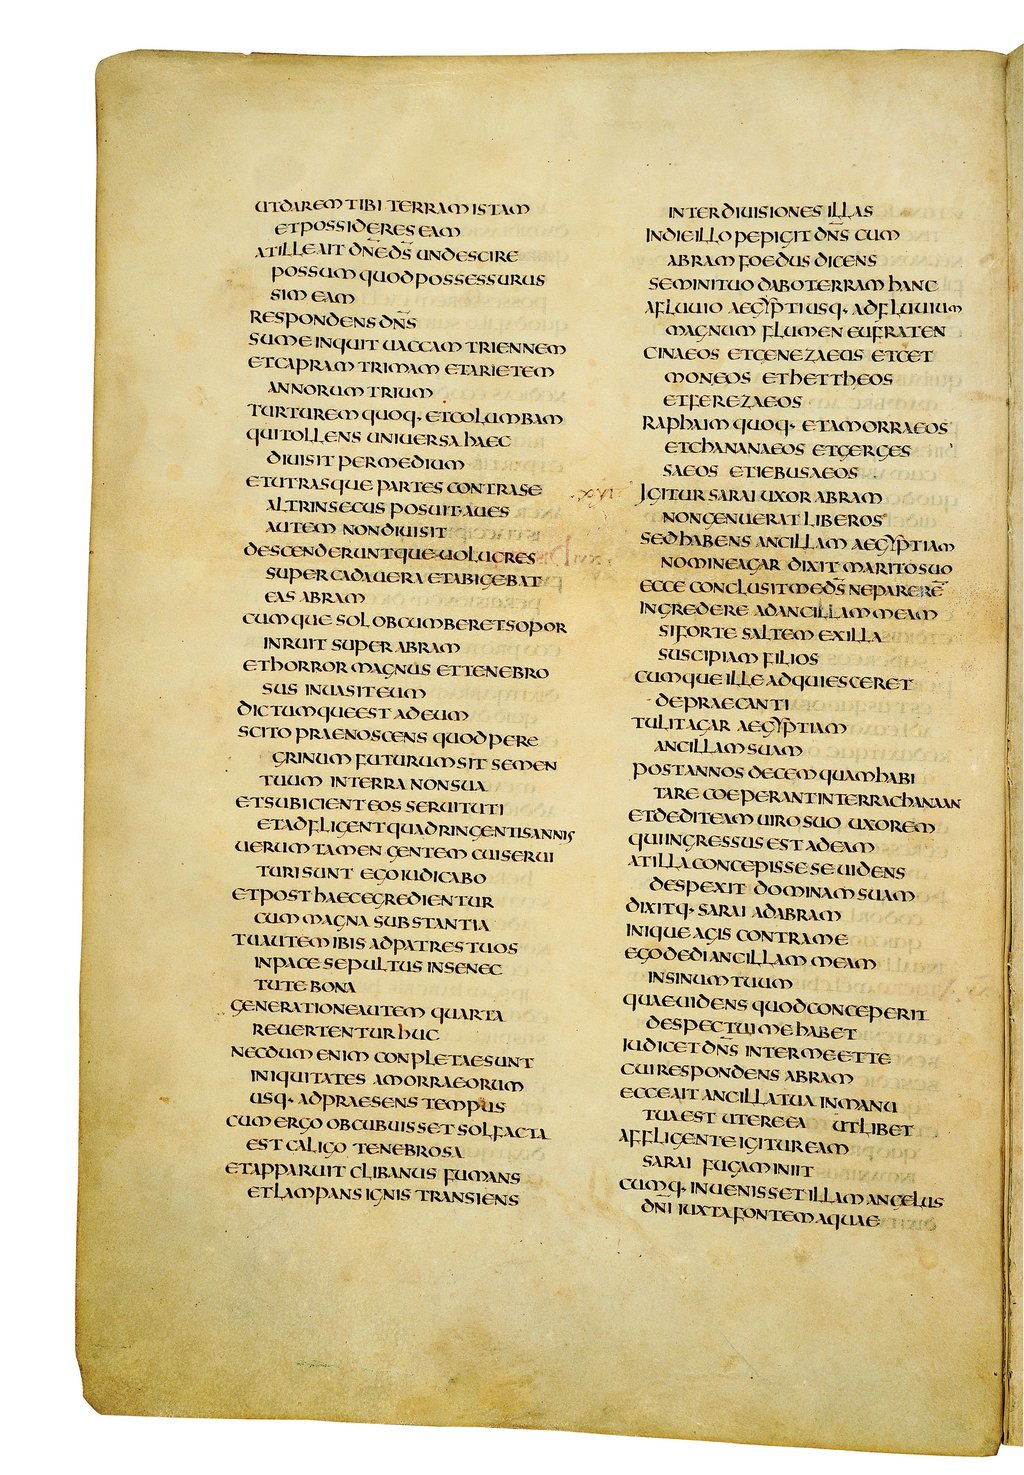 UT DAREM TIBI TERRAM ISTAM
ET POSSIDERES EAM
AT ILLE AIT DNE DS UNDE SCIRE
POSSUM QUOD POSSESSURUS
SIM EAM
RESPONDENS DNS
SUME INQUIT UACCAM TRIENNEM
ET CAPRAM TRIMAM ET ARIETEM
ANNORUM TRIUM
TURTUREM QUOQ· ET COLUMBAM
QUI TOLLENS UNIUERSA HAEC
DIUISIT PER MEDIUM
ET UTRASQUE PARTES CONTRA SE
ALTRINSECUS POSUIT· AUES
AUTEM NON DIUISIT
DESCENDERUNTQUE UOLUCRES
SUPER CADAUERA ET ABIGEBAT
EAS ABRAM
CUMQUE SOL OBCUMBERET SOPOR
INRUIT SUPER ABRAM
ET HORROR MAGNUS ET TENEBRO
SUS INUASIT EUM
DICTUMQUE EST AD EUM
SCITO PRAENOSCENS QUOD PERE
GRINUM FUTURUM SIT SEMEN
TUUM IN TERRA NON SUA
ET SUBICIENT EOS SERUITUTI
ET ADFLIGENT QUADRINGENTIS ANNIS
UERUM TAMEN GENTEM CUI SERUI
TURI SUNT EGO IUDICABO
ET POST HAEC EGREDIENTUR
CUM MAGNA SUBSTANTIA
TU AUTEM IBIS AD PATRES TUOS
IN PACE SEPULTUS IN SENEC
TUTE BONA
GENERATIONE AUTEM QUARTA
REUERTENTUR HUC
NECDUM ENIM CONPLETAE SUNT
INIQUITATES AMORRAEORUM
USQ· AD PRAESENS TEMPUS
CUM ERGO OBCUBUISSET SOL FACTA
EST CALIGO TENEBROSA
ET APPARUIT CLIBANUS FUMANS
ET LAMPANS IGNIS TRANSIENS
INTER DIUISIONES ILLAS
IN DIE ILLO PEPIGIT DNS CUM
ABRAM FOEDUS DICENS
SEMINI TUO DABO TERRAM HANC
A FLUUIO AEGYPTI USQ· AD FLUUIUM
MAGNUM FLUMEN EUFRATEN
CINAEOS ET CENEZAEUS ET CET
MONEOS ET HETTHEOS
ET FEREZAEOS
RAPHAIM QUOQ· ET AMORRAEOS
ET CHANANAEOS ET GERGES
SAEOS ET IEBUSAEOS
IGITUR SARAI UXOR ABRAM
NON GENUERAT LIBEROS
SED HABENS ANCILLAM AEGYPTIAM
NOMINE AGAR DIXIT MARITO SUO
ECCE CONCLUSIT ME DS NE PARERE
INGREDERE AD ANCILLAM MEAM
SI FORTE SALTEM EX ILLA
SUSCIPIAM FILIOS
CUMQUE ILLE ADQUIESCERET
DEPRAECANTI
TULIT AGAR AEGYPTIAM
ANCILLAM SUAM
POST ANNOS DECEM QUAM HABI
TARE COEPERANT IN TERRA CHANAAN
ET DEDIT EAM UIRO SUO UXOREM
QUI INGRESSUS EST AD EAM
AT ILLA CONCEPISSE SE UIDENS
DESPEXIT DOMINAM SUAM
DIXITQ· SARAI AD ABRAM
INIQUE AGIS CONTRA ME
EGO DEDI ANCILLAM MEAM
IN SINUM TUUM
QUAE UIDENS QUOD CONCEPERIT
DESPECTUI ME HABET
IUDICET DNS INTER ME ET TE
CUI RESPONDENS ABRAM
ECCE AIT ANCILLA TUA IN MANU
TUA EST UTERE EA UT LIBET
AFFLIGENTE IGITUR EAM
SARAI FUGAM INIIT
CUMQ· INUENISSET ILLAM ANGELUS
DNI IUXTA FONTEM AQUAE